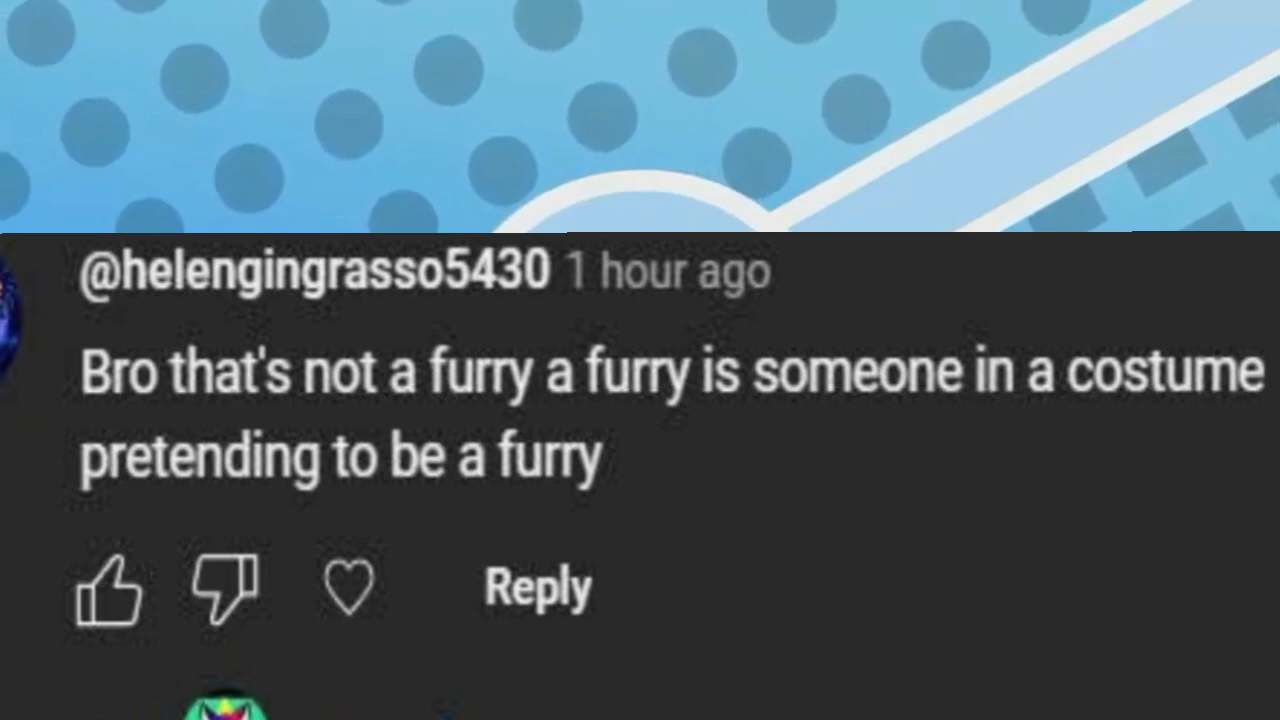 @helengingrasso5430 1 hour ago
Bro that's not a furry a furry is someone in a costume
pretending to be a furry
Reply